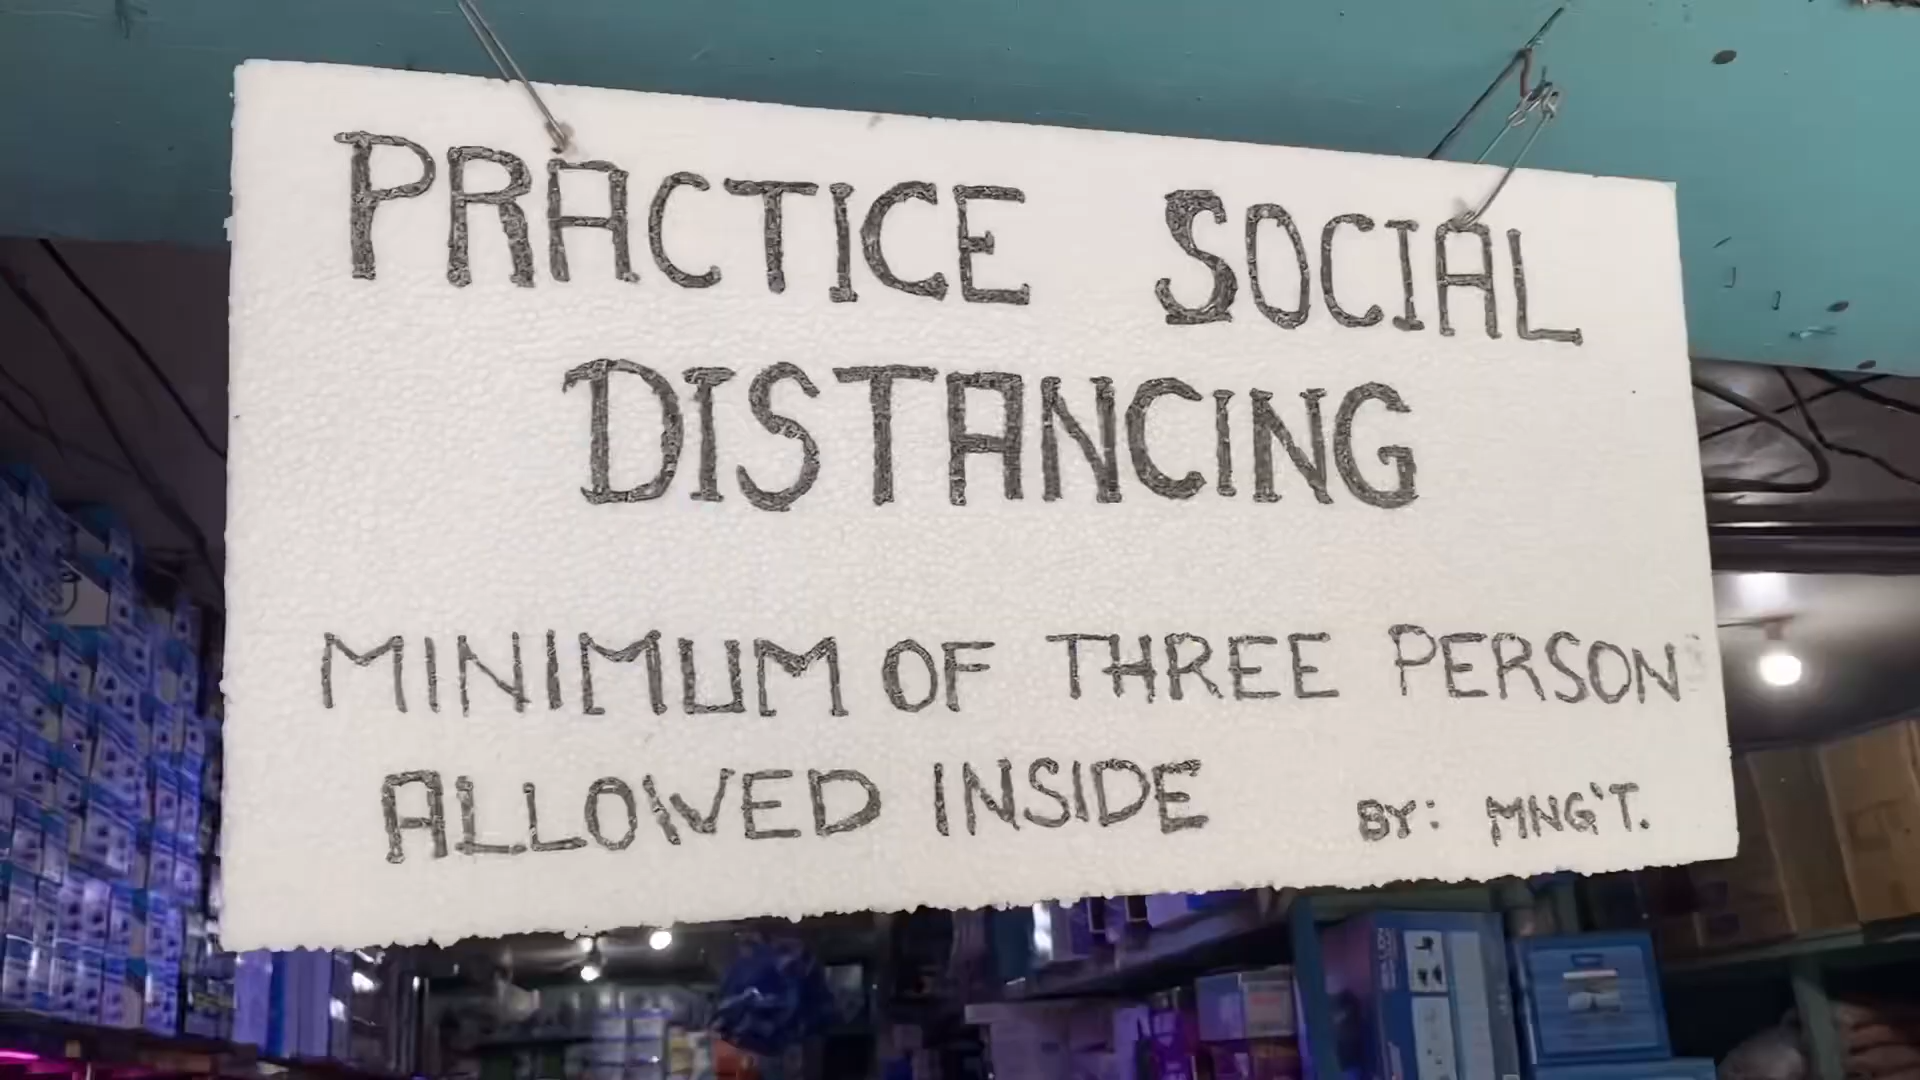 PRACTICE SOCIAL
DISTANCING
MINIMUM OF THREE PERSON
ALLOWED INSIDE
BY: MNG'T.